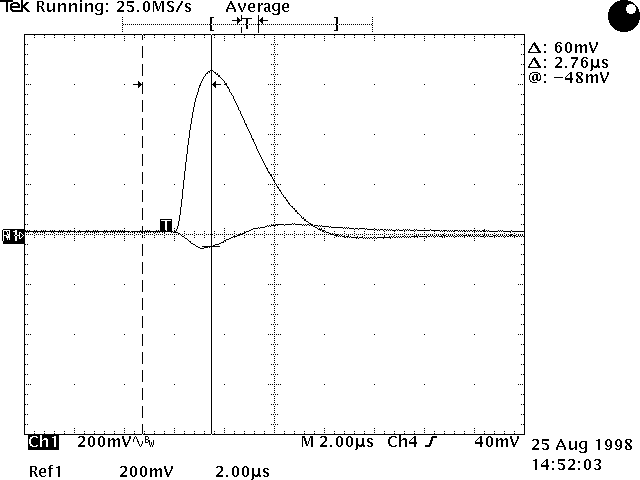 Tek Running: 25.0MS/s Average
[ T ]
Δ: 60mV
Δ: 2.76µs
@: −48mV
T
Ch1 200mV∿BW M 2.00µs Ch4 ʃ 40mV
Ref1 200mV 2.00µs
25 Aug 1998
14:52:03